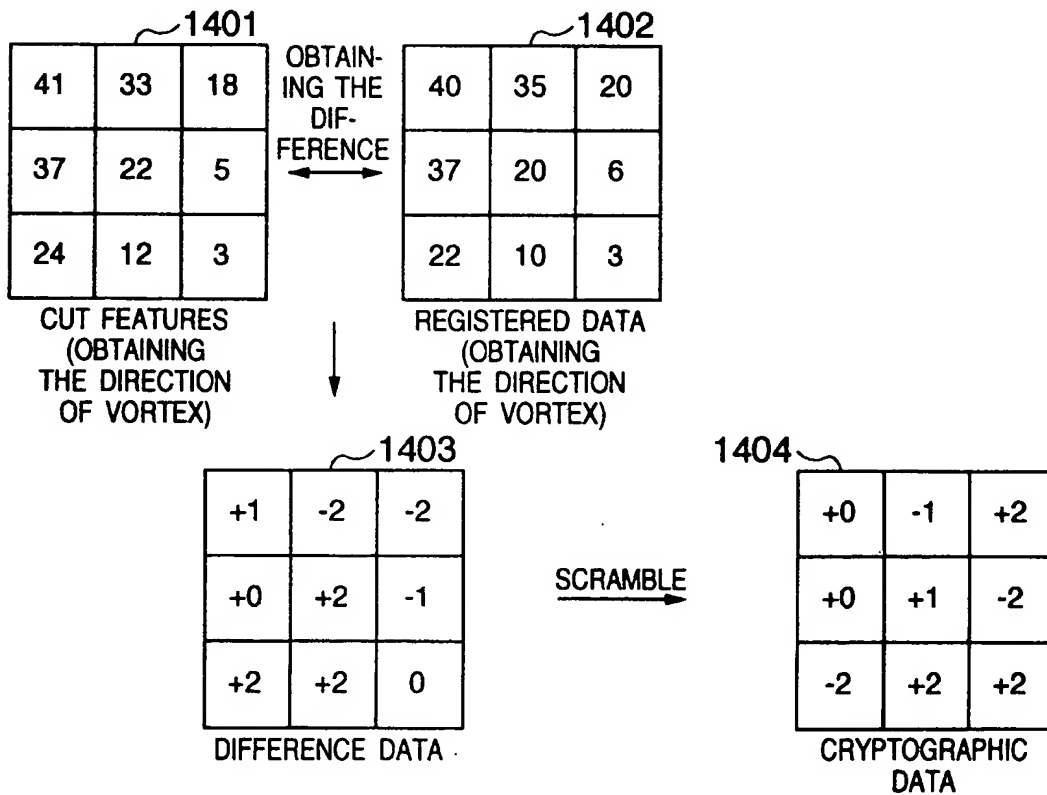 1401
1402
41 33 18
37 22 5
24 12 3
OBTAIN-
ING THE
DIF-
FERENCE
40 35 20
37 20 6
22 10 3
CUT FEATURES
(OBTAINING
THE DIRECTION
OF VORTEX)
REGISTERED DATA
(OBTAINING
THE DIRECTION
OF VORTEX)
1403
1404
+1 -2 -2
+0 +2 -1
+2 +2 0
SCRAMBLE
+0 -1 +2
+0 +1 -2
-2 +2 +2
DIFFERENCE DATA
CRYPTOGRAPHIC
DATA